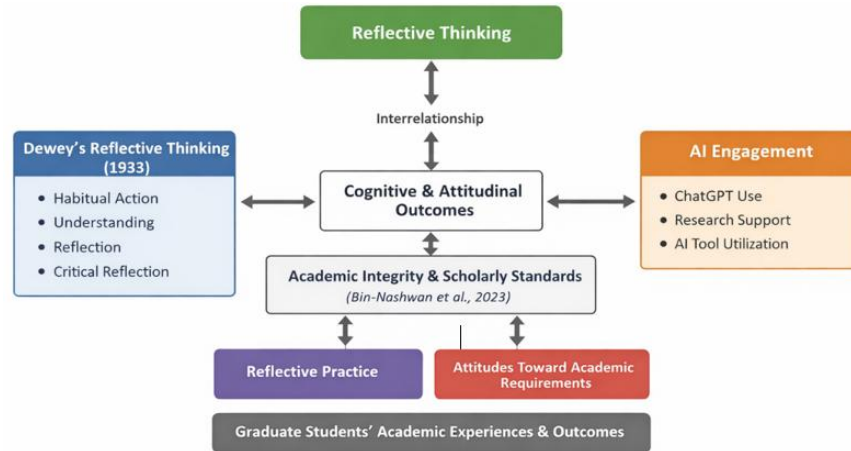 Reflective Thinking
Interrelationship
Dewey's Reflective Thinking
(1933)
• Habitual Action
• Understanding
• Reflection
• Critical Reflection
Cognitive & Attitudinal
Outcomes
AI Engagement
• ChatGPT Use
• Research Support
• AI Tool Utilization
Academic Integrity & Scholarly Standards
(Bin-Nashwan et al., 2023)
Reflective Practice
Attitudes Toward Academic
Requirements
Graduate Students' Academic Experiences & Outcomes